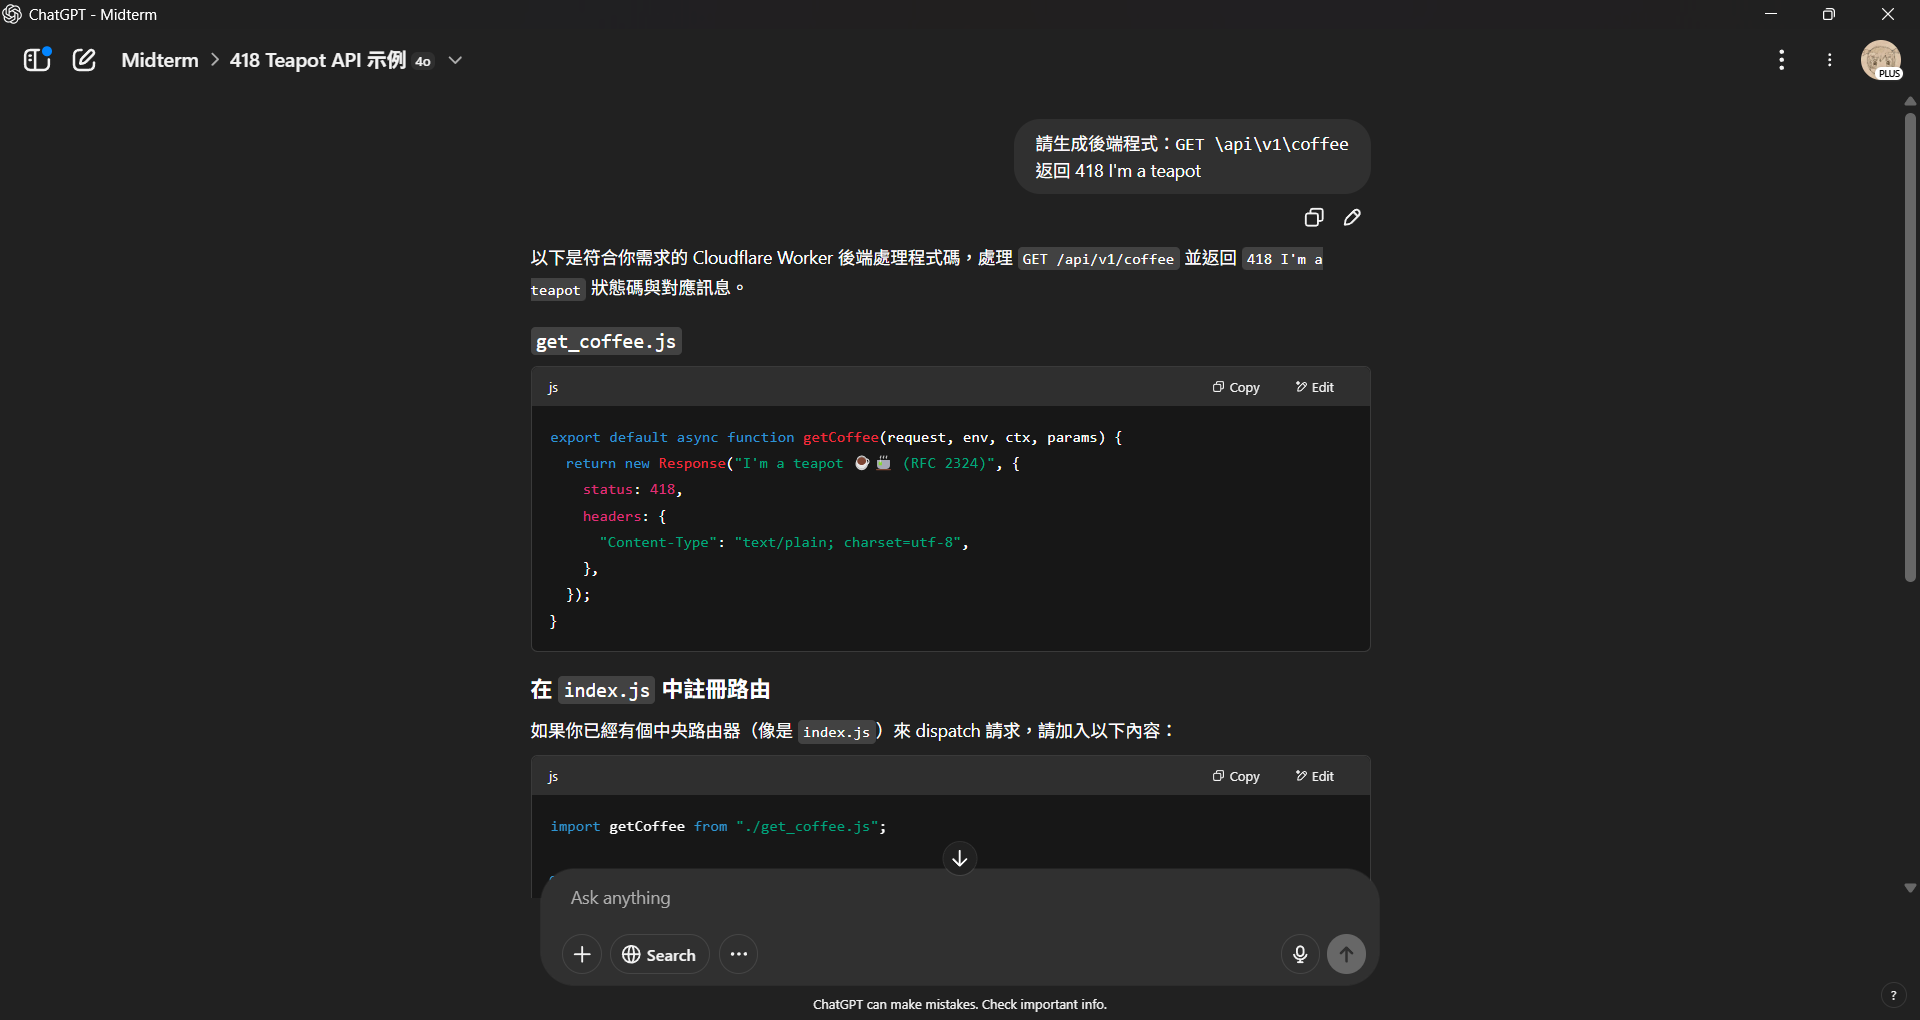 ChatGPT - Midterm
Midterm > 418 Teapot API 示例 4o
PLUS
請生成後端程式：GET \api\v1\coffee
返回 418 I'm a teapot
以下是符合你需求的 Cloudflare Worker 後端處理程式碼，處理 GET /api/v1/coffee 並返回 418 I'm a
teapot 狀態碼與對應訊息。
get_coffee.js
js Copy Edit
export default async function getCoffee(request, env, ctx, params) {
return new Response("I'm a teapot ☕🍵 (RFC 2324)", {
status: 418,
headers: {
"Content-Type": "text/plain; charset=utf-8",
},
});
}
在 index.js 中註冊路由
如果你已經有個中央路由器（像是 index.js）來 dispatch 請求，請加入以下內容：
js Copy Edit
import getCoffee from "./get_coffee.js";
Ask anything
Search
ChatGPT can make mistakes. Check important info.
?